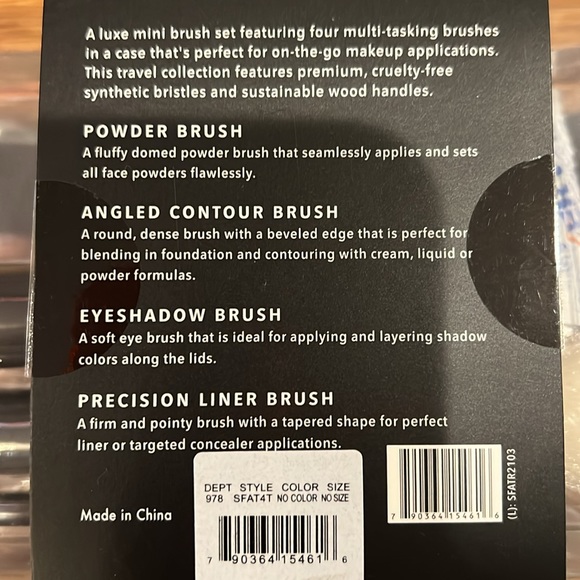 A luxe mini brush set featuring four multi-tasking brushes
in a case that's perfect for on-the-go makeup applications.
This travel collection features premium, cruelty-free
synthetic bristles and sustainable wood handles.
POWDER BRUSH
A fluffy domed powder brush that seamlessly applies and sets
all face powders flawlessly.
ANGLED CONTOUR BRUSH
A round, dense brush with a beveled edge that is perfect for
blending in foundation and contouring with cream, liquid or
powder formulas.
EYESHADOW BRUSH
A soft eye brush that is ideal for applying and layering shadow
colors along the lids.
PRECISION LINER BRUSH
A firm and pointy brush with a tapered shape for perfect
liner or targeted concealer applications.
DEPT STYLE COLOR SIZE
978 SFAT4T NO COLOR NO SIZE
7 90364 15461 6
Made in China
7 90364 15461 6
(L): SFAIR2103